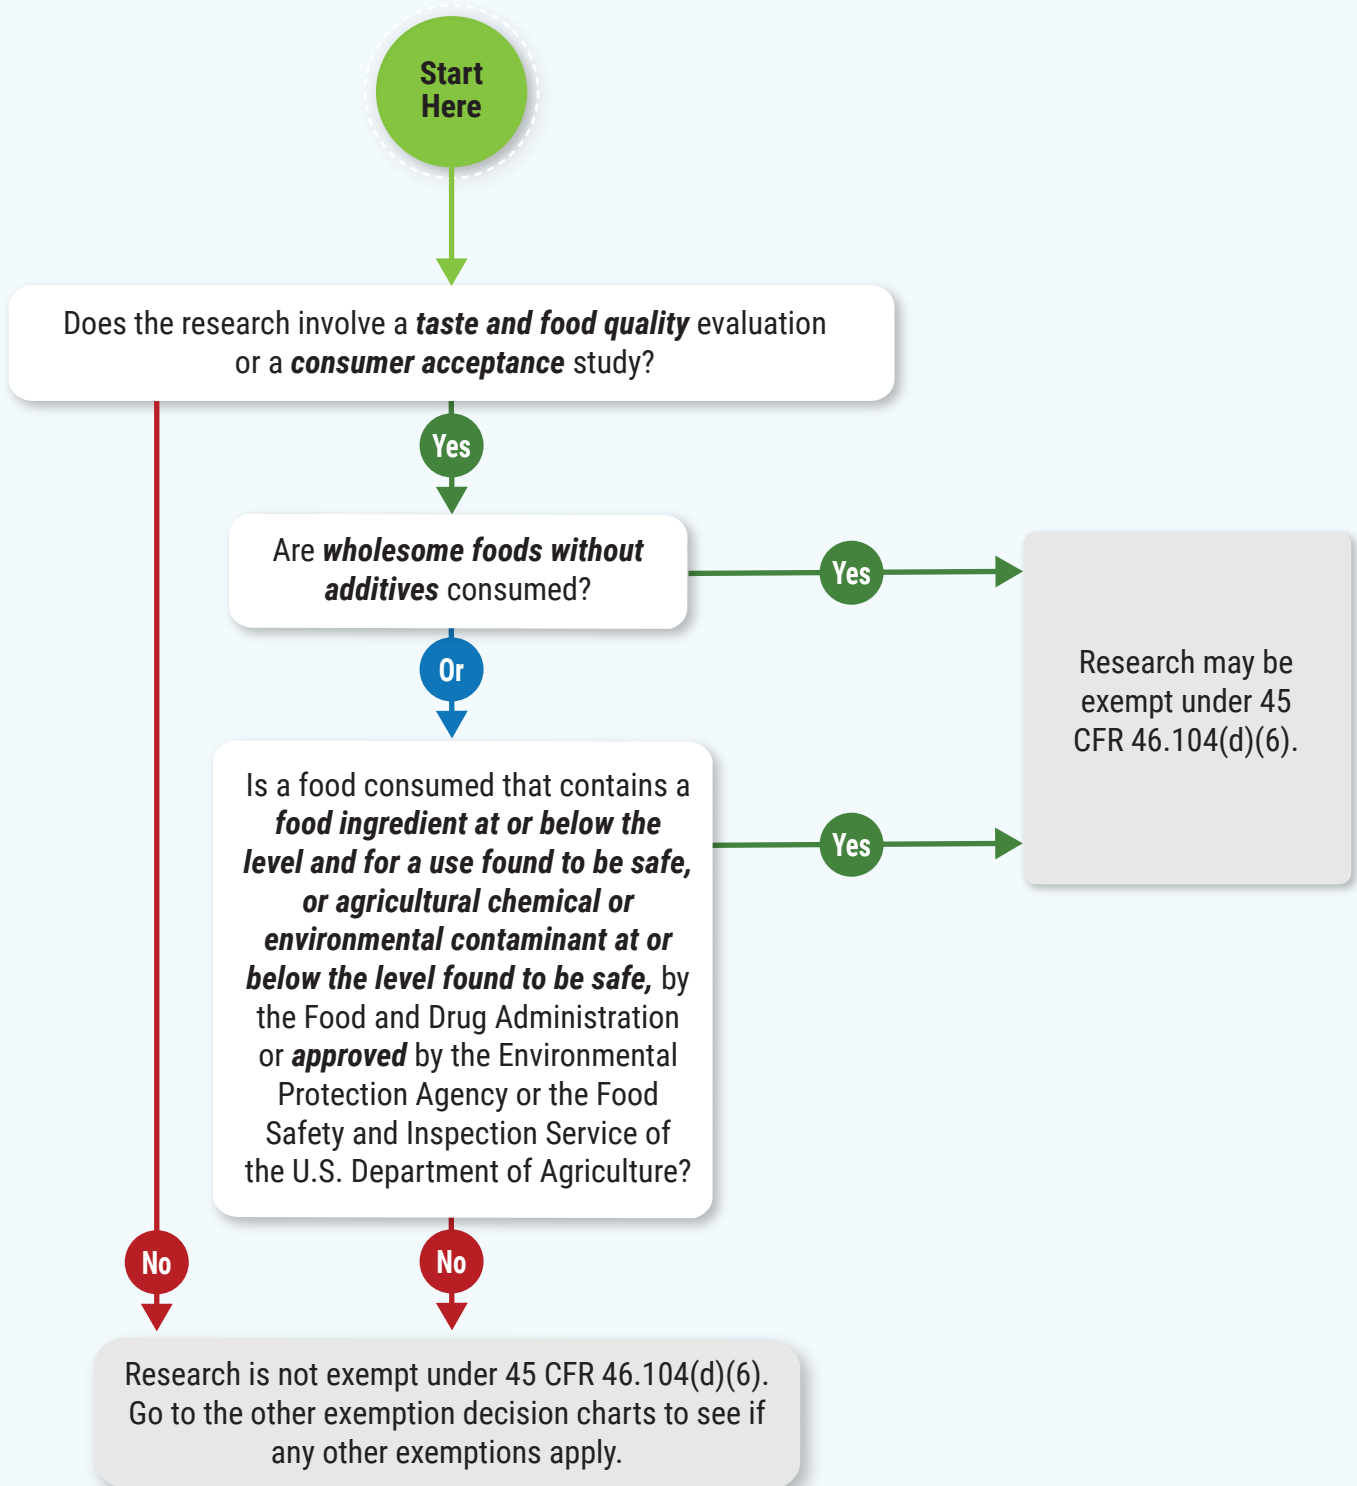 Start
Here
Does the research involve a taste and food quality evaluation
or a consumer acceptance study?
Yes
Are wholesome foods without
additives consumed?
Yes
Or
Research may be
exempt under 45
CFR 46.104(d)(6).
Is a food consumed that contains a
food ingredient at or below the
level and for a use found to be safe,
or agricultural chemical or
environmental contaminant at or
below the level found to be safe, by
the Food and Drug Administration
or approved by the Environmental
Protection Agency or the Food
Safety and Inspection Service of
the U.S. Department of Agriculture?
Yes
No
No
Research is not exempt under 45 CFR 46.104(d)(6).
Go to the other exemption decision charts to see if
any other exemptions apply.